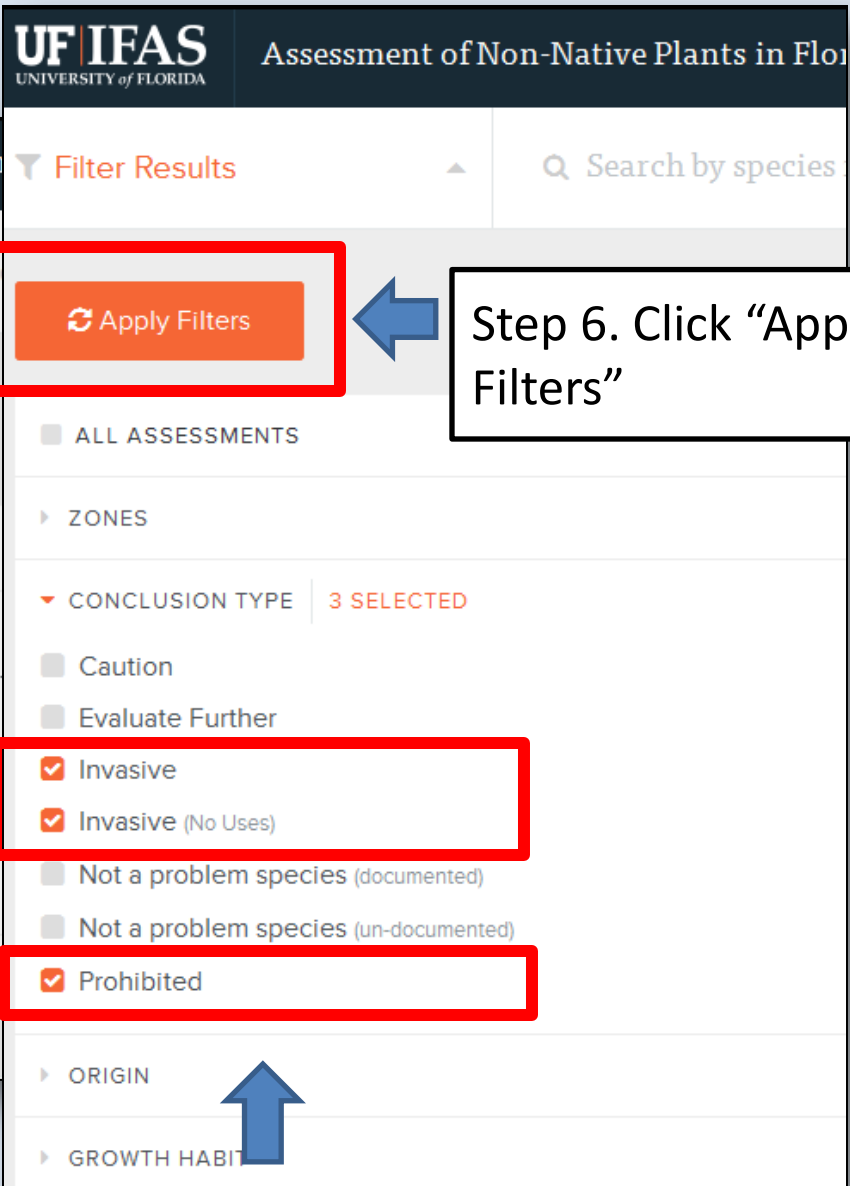 UF IFAS
UNIVERSITY of FLORIDA
Assessment of Non-Native Plants in
Filter Results
Search by species
Apply Filters
Step 6. Click “App
Filters”
ALL ASSESSMENTS
ZONES
CONCLUSION TYPE 3 SELECTED
Caution
Evaluate Further
Invasive
Invasive (No Uses)
Not a problem species (documented)
Not a problem species (un-documented)
Prohibited
ORIGIN
GROWTH HABIT